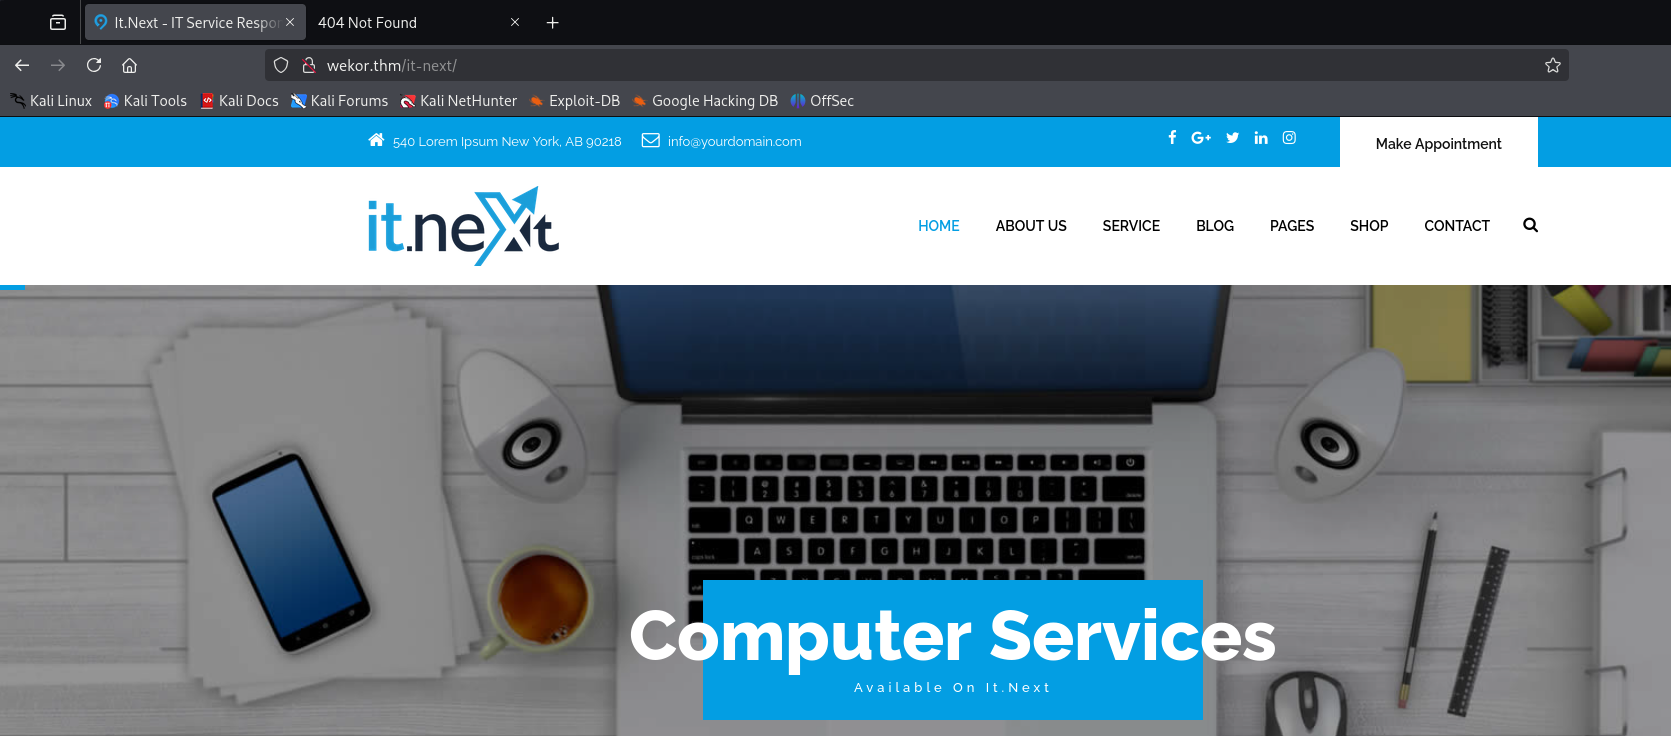 It.Next - IT Service Respon
404 Not Found
wekor.thm/it-next/
Kali Linux
Kali Tools
Kali Docs
Kali Forums
Kali NetHunter
Exploit-DB
Google Hacking DB
OffSec
540 Lorem Ipsum New York, AB 90218
info@yourdomain.com
Make Appointment
it.next
HOME
ABOUT US
SERVICE
BLOG
PAGES
SHOP
CONTACT
Q W E R T Y U I O P
A S D F G H J K L
Computer Services
Available On It.Next